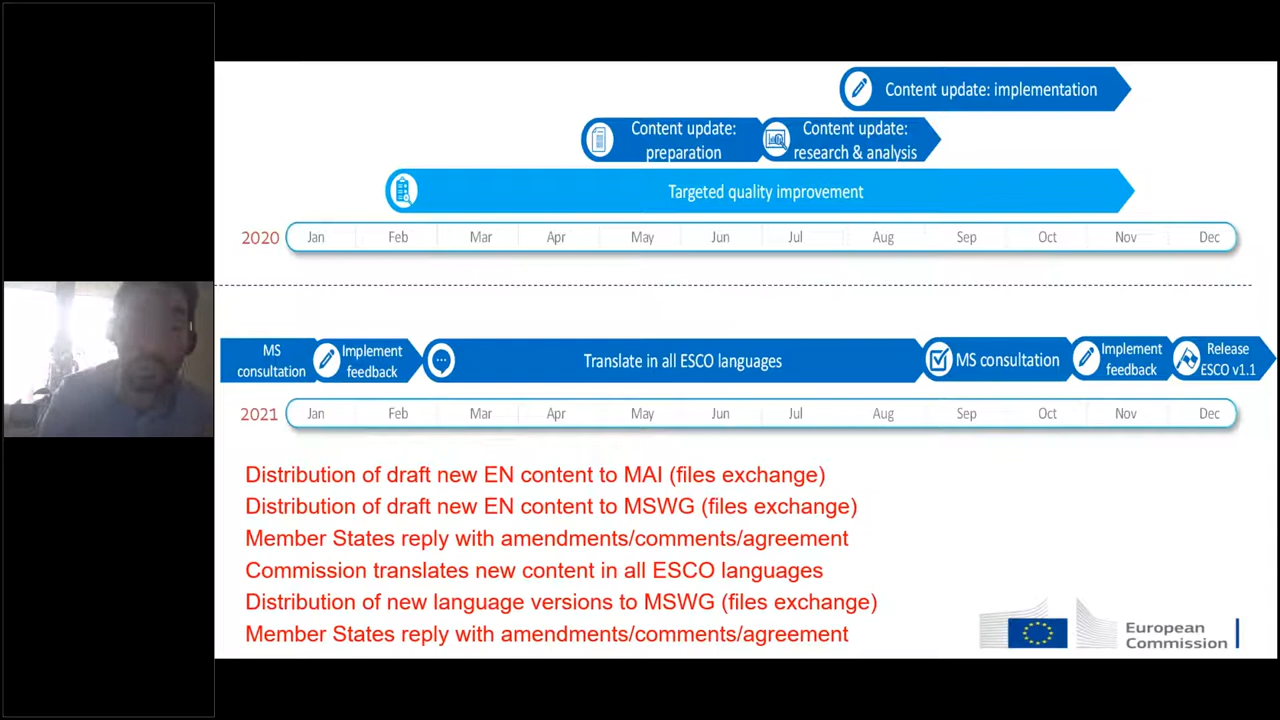 Content update: implementation
Content update:
preparation
Content update:
research & analysis
Targeted quality improvement
2020 Jan Feb Mar Apr May Jun Jul Aug Sep Oct Nov Dec
MS
consultation
Implement
feedback
Translate in all ESCO languages
MS consultation
Implement
feedback
Release
ESCO v1.1
2021 Jan Feb Mar Apr May Jun Jul Aug Sep Oct Nov Dec
Distribution of draft new EN content to MAI (files exchange)
Distribution of draft new EN content to MSWG (files exchange)
Member States reply with amendments/comments/agreement
Commission translates new content in all ESCO languages
Distribution of new language versions to MSWG (files exchange)
Member States reply with amendments/comments/agreement
European
Commission